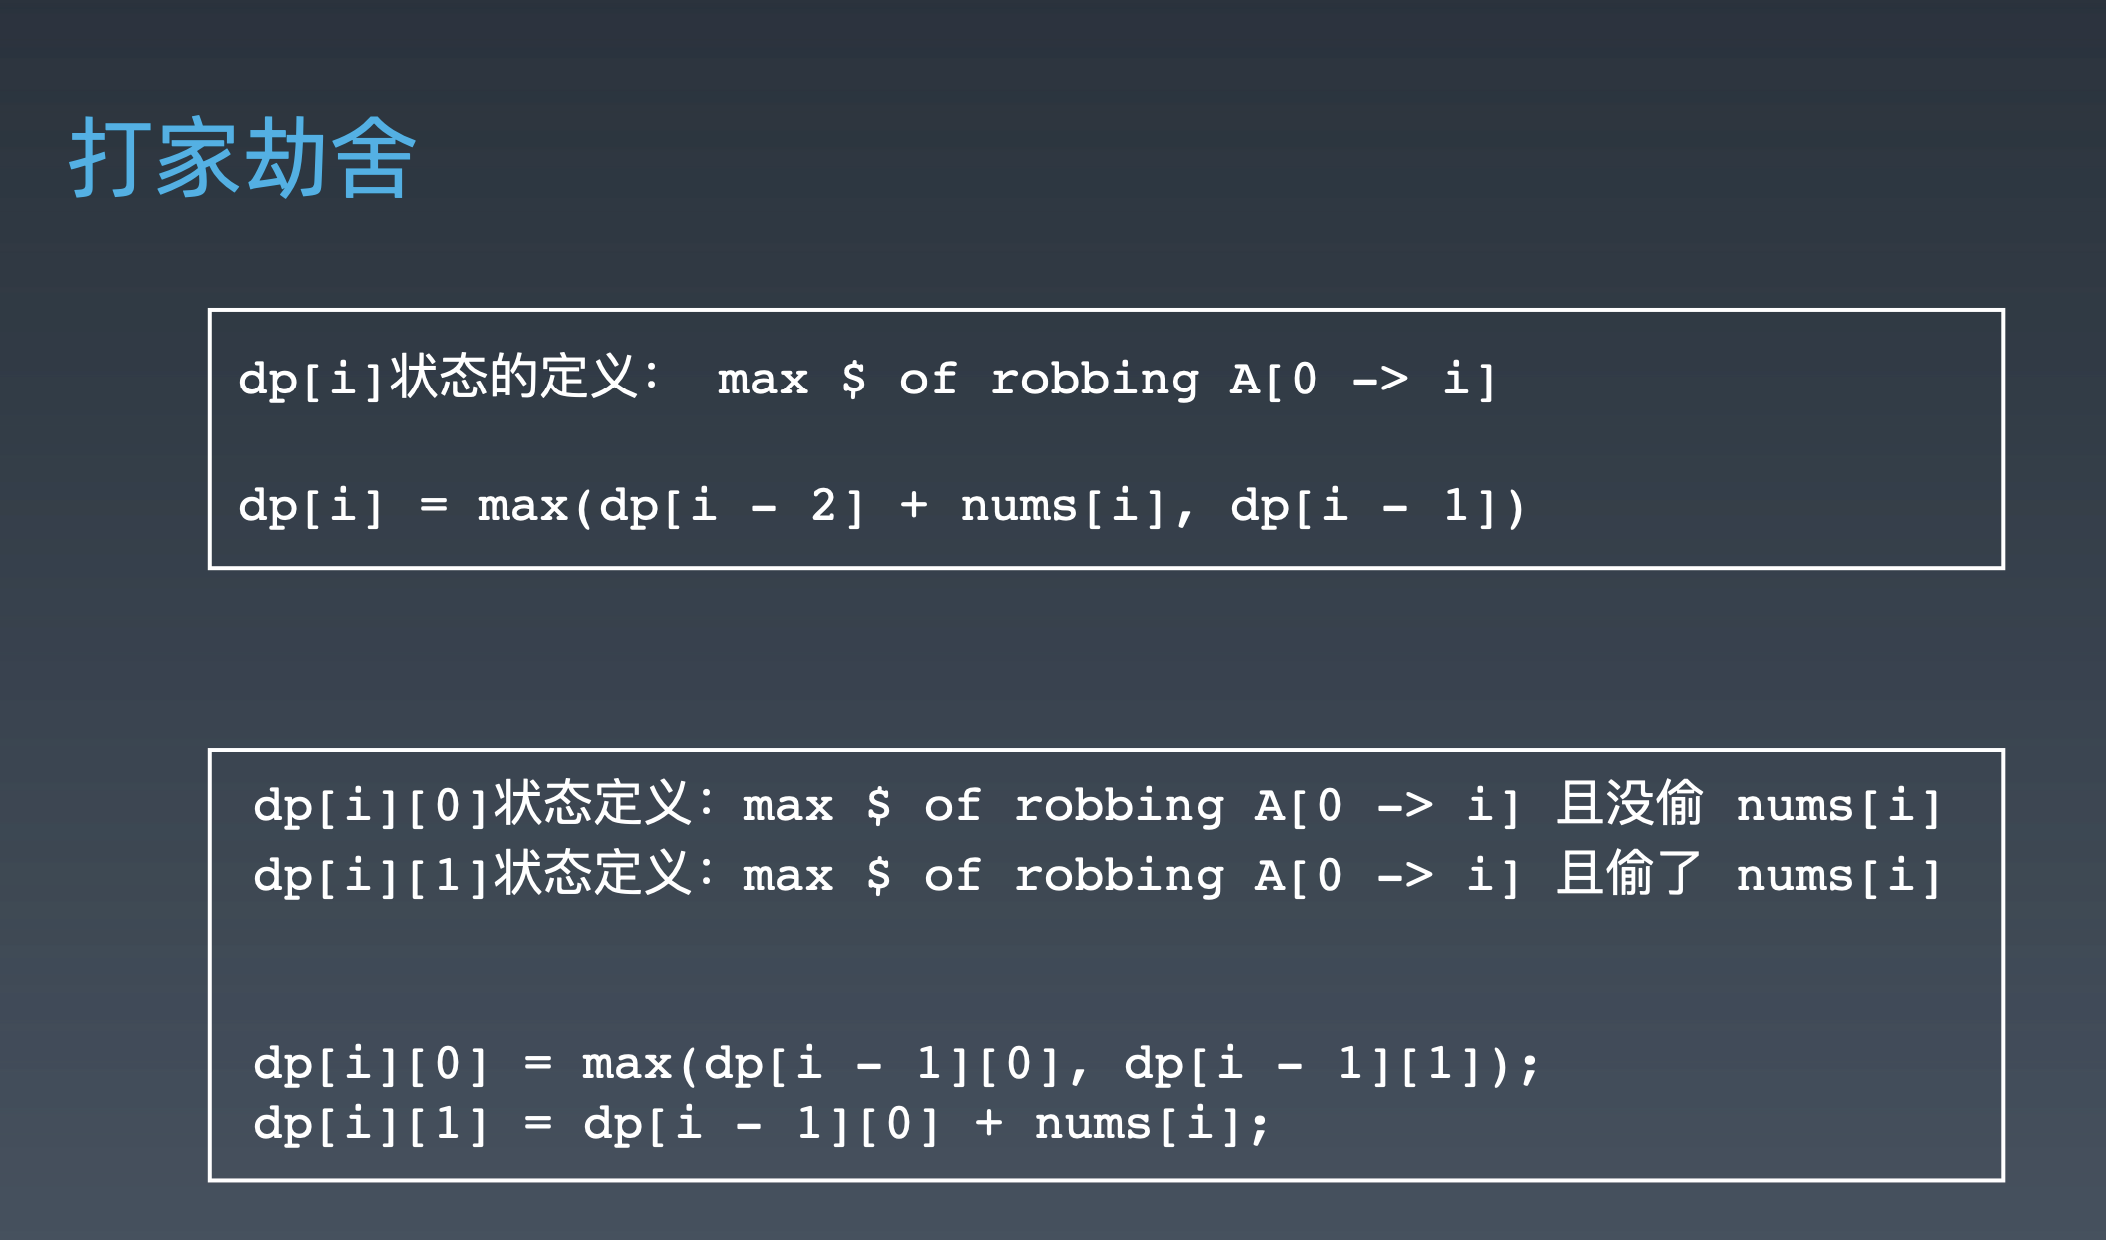 打家劫舍
dp[i]状态的定义： max $ of robbing A[0 -> i]
dp[i] = max(dp[i - 2] + nums[i], dp[i - 1])
dp[i][0]状态定义：max $ of robbing A[0 -> i] 且没偷 nums[i]
dp[i][1]状态定义：max $ of robbing A[0 -> i] 且偷了 nums[i]
dp[i][0] = max(dp[i - 1][0], dp[i - 1][1]);
dp[i][1] = dp[i - 1][0] + nums[i];